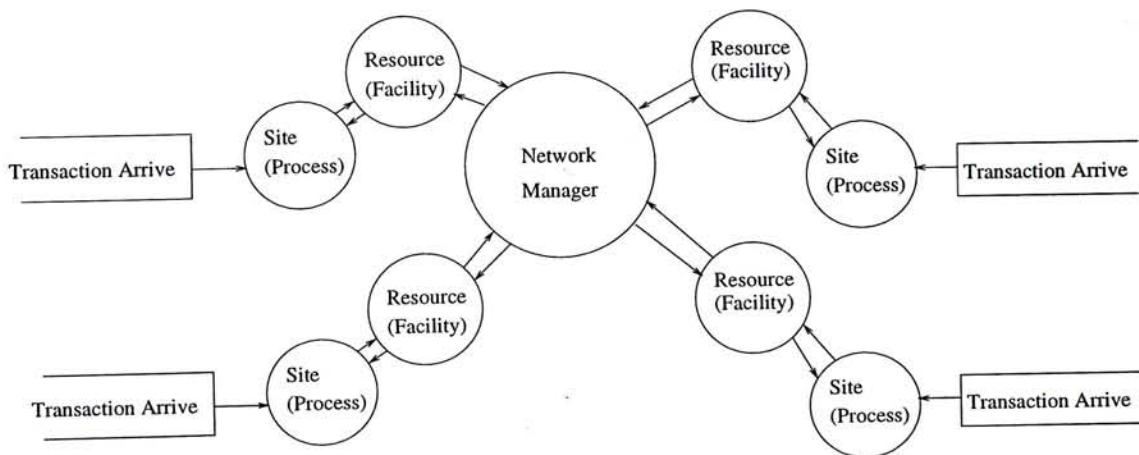 Resource
(Facility)
Resource
(Facility)
Site
(Process)
Transaction Arrive
Network
Manager
Site
(Process)
Transaction Arrive
Resource
(Facility)
Resource
(Facility)
Site
(Process)
Transaction Arrive
Site
(Process)
Transaction Arrive